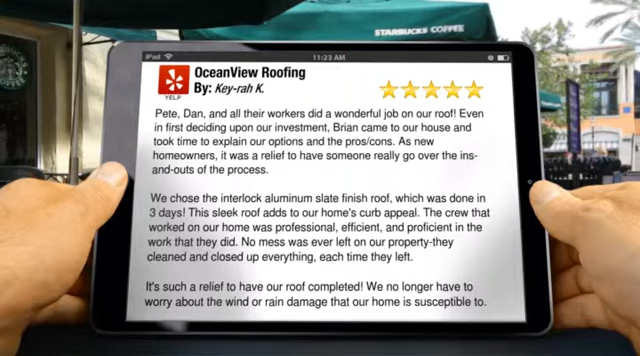 STARBUCKS COFFEE
iPad
11:23 AM
OceanView Roofing
By: Key-rah K.
YELP
Pete, Dan, and all their workers did a wonderful job on our roof! Even
in first deciding upon our investment, Brian came to our house and
took time to explain our options and the pros/cons. As new
homeowners, it was a relief to have someone really go over the ins-
and-outs of the process.
We chose the interlock aluminum slate finish roof, which was done in
3 days! This sleek roof adds to our home's curb appeal. The crew that
worked on our home was professional, efficient, and proficient in the
work that they did. No mess was ever left on our property-they
cleaned and closed up everything, each time they left.
It's such a relief to have our roof completed! We no longer have to
worry about the wind or rain damage that our home is susceptible to.